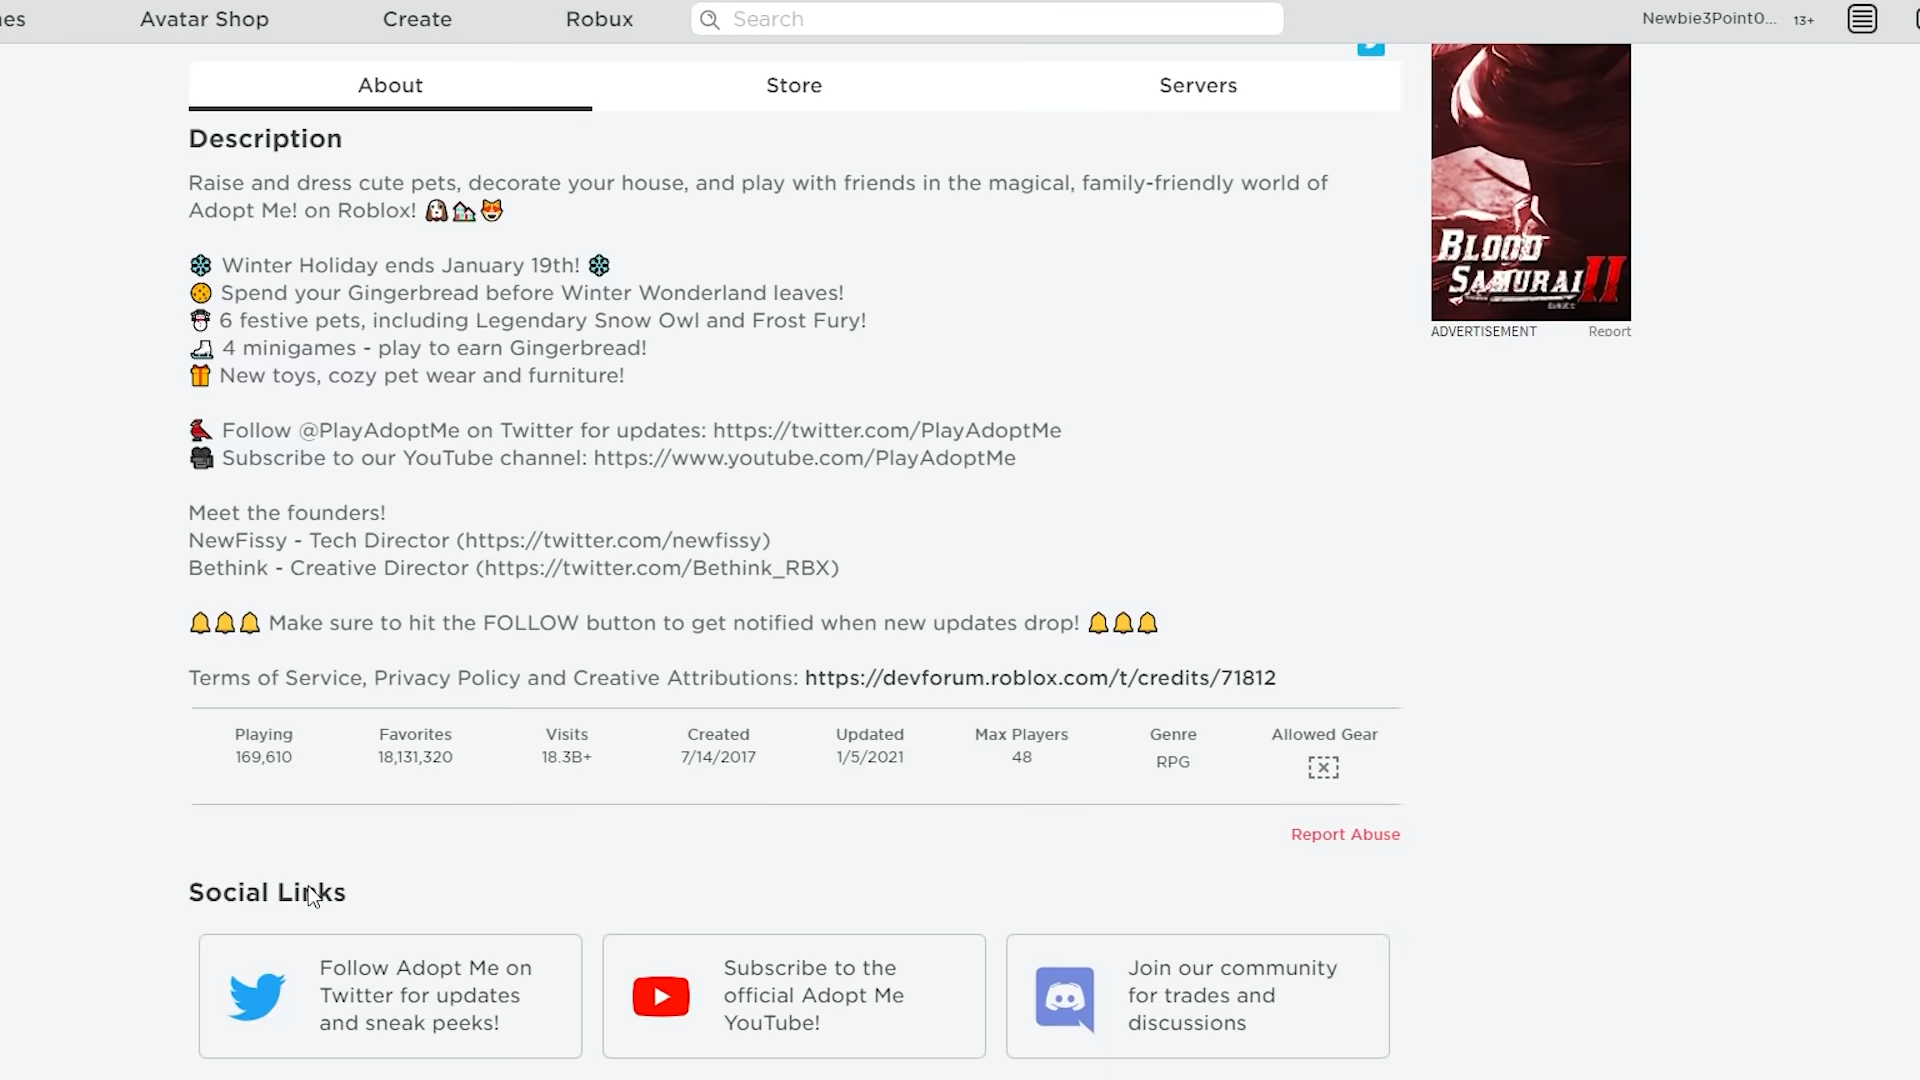 es
Avatar Shop
Create
Robux
Search
Newbie3PointO...
13+
About
Store
Servers
Description
Raise and dress cute pets, decorate your house, and play with friends in the magical, family-friendly world of
Adopt Me! on Roblox! 🐶🏡😻
❄ Winter Holiday ends January 19th! ❄
🍪 Spend your Gingerbread before Winter Wonderland leaves!
⛄ 6 festive pets, including Legendary Snow Owl and Frost Fury!
⛸ 4 minigames - play to earn Gingerbread!
🎁 New toys, cozy pet wear and furniture!
🐦 Follow @PlayAdoptMe on Twitter for updates: https://twitter.com/PlayAdoptMe
🎥 Subscribe to our YouTube channel: https://www.youtube.com/PlayAdoptMe
Meet the founders!
NewFissy - Tech Director (https://twitter.com/newfissy)
Bethink - Creative Director (https://twitter.com/Bethink_RBX)
🔔🔔🔔 Make sure to hit the FOLLOW button to get notified when new updates drop! 🔔🔔🔔
Terms of Service, Privacy Policy and Creative Attributions: https://devforum.roblox.com/t/credits/71812
Playing
169,610
Favorites
18,131,320
Visits
18.3B+
Created
7/14/2017
Updated
1/5/2021
Max Players
48
Genre
RPG
Allowed Gear
Report Abuse
Social Links
Follow Adopt Me on
Twitter for updates
and sneak peeks!
Subscribe to the
official Adopt Me
YouTube!
Join our community
for trades and
discussions
BLOOD
SAMURAI II
ADVERTISEMENT
Report